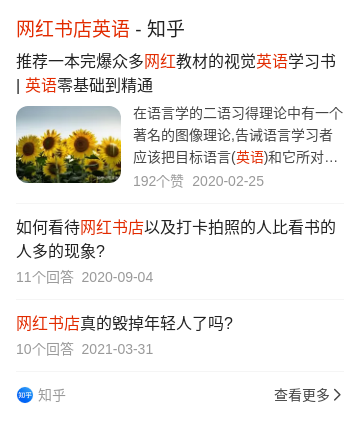 网红书店英语 - 知乎
推荐一本完爆众多网红教材的视觉英语学习书
| 英语零基础到精通
在语言学的二语习得理论中有一个
著名的图像理论,告诫语言学习者
应该把目标语言(英语)和它所对…
192个赞 2020-02-25
如何看待网红书店以及打卡拍照的人比看书的
人多的现象?
11个回答 2020-09-04
网红书店真的毁掉年轻人了吗?
10个回答 2021-03-31
知乎 知乎 查看更多